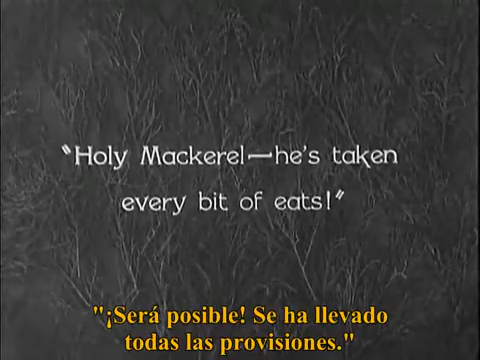 "Holy Mackerel—he's taken
every bit of eats!"
"¡Será posible! Se ha llevado
todas las provisiones."